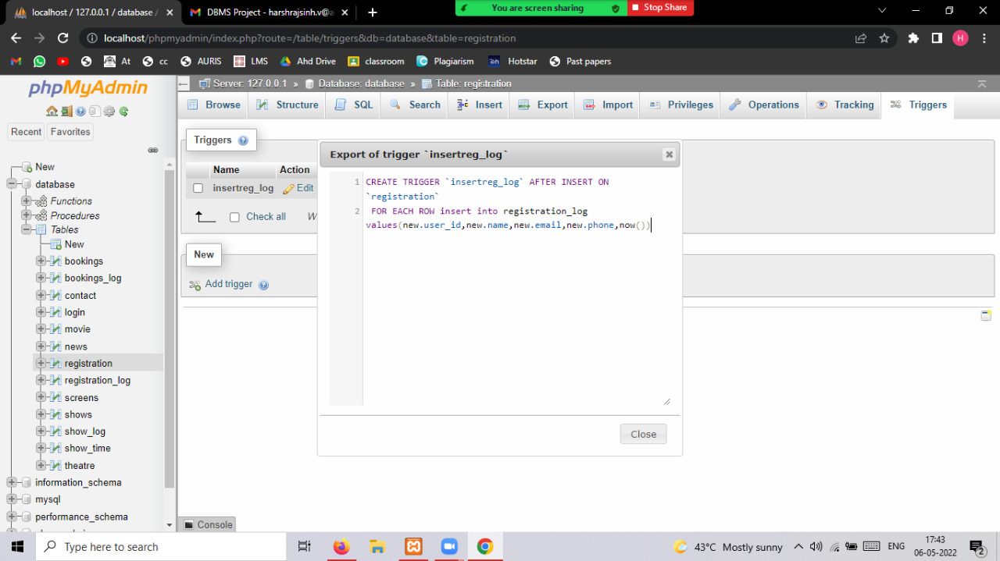 localhost / 127.0.0.1 / database /
DBMS Project - harshrajsinh.v@a
You are screen sharing
Stop Share
localhost/phpmyadmin/index.php?route=/table/triggers&db=database&table=registration
H
At
cc
AURIS
LMS
Ahd Drive
classroom
Plagiarism
Hotstar
Past papers
phpMyAdmin
Recent
Favorites
New
database
Functions
Procedures
Tables
New
bookings
bookings_log
contact
login
movie
news
registration
registration_log
screens
shows
show_log
show_time
theatre
information_schema
mysql
performance_schema
Server: 127.0.0.1 » Database: database » Table: registration
Browse
Structure
SQL
Search
Insert
Export
Import
Privileges
Operations
Tracking
Triggers
Triggers
Name
Action
insertreg_log
Edit
Check all
W
New
Add trigger
Export of trigger `insertreg_log`
1 CREATE TRIGGER `insertreg_log` AFTER INSERT ON
`registration`
2 FOR EACH ROW insert into registration_log
values(new.user_id,new.name,new.email,new.phone,now())
Close
Console
Type here to search
43°C Mostly sunny
ENG
17:43
06-05-2022
2